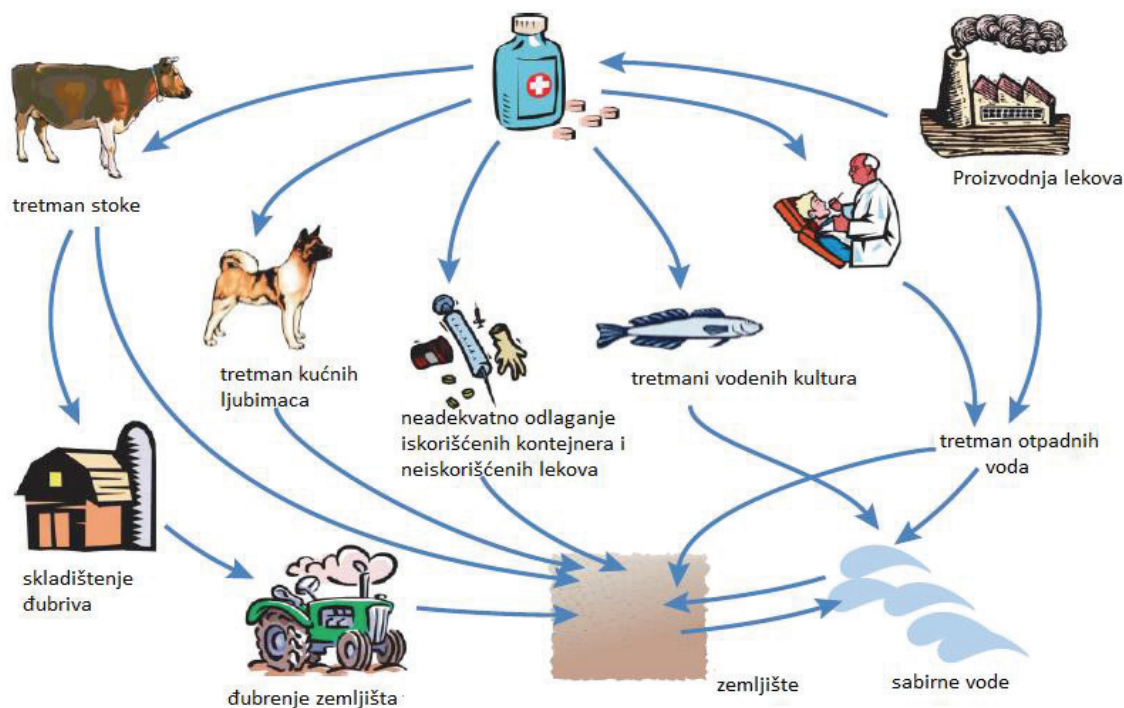 Proizvodnja lekova
tretman stoke
tretman kućnih
ljubimaca
tretmani vodenih kultura
neadekvatno odlaganje
iskorišćenih kontejnera i
neiskorišćenih lekova
tretman otpadnih
voda
skladištenje
đubriva
đubrenje zemljišta
zemljište
sabirne vode